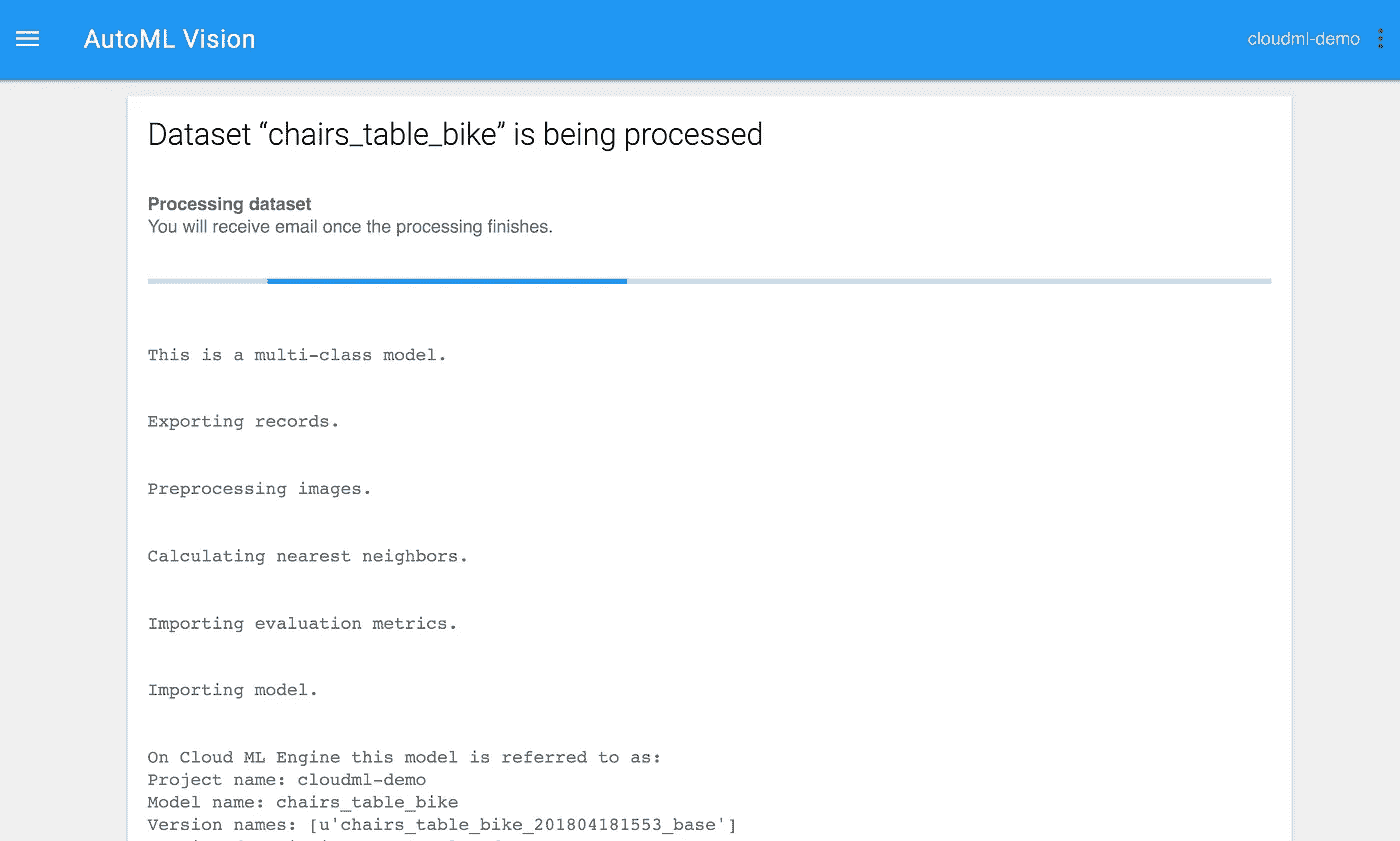 AutoML Vision
cloudml-demo
Dataset “chairs_table_bike” is being processed
Processing dataset
You will receive email once the processing finishes.
This is a multi-class model.
Exporting records.
Preprocessing images.
Calculating nearest neighbors.
Importing evaluation metrics.
Importing model.
On Cloud ML Engine this model is referred to as:
Project name: cloudml-demo
Model name: chairs_table_bike
Version names: [u'chairs_table_bike_201804181553_base']